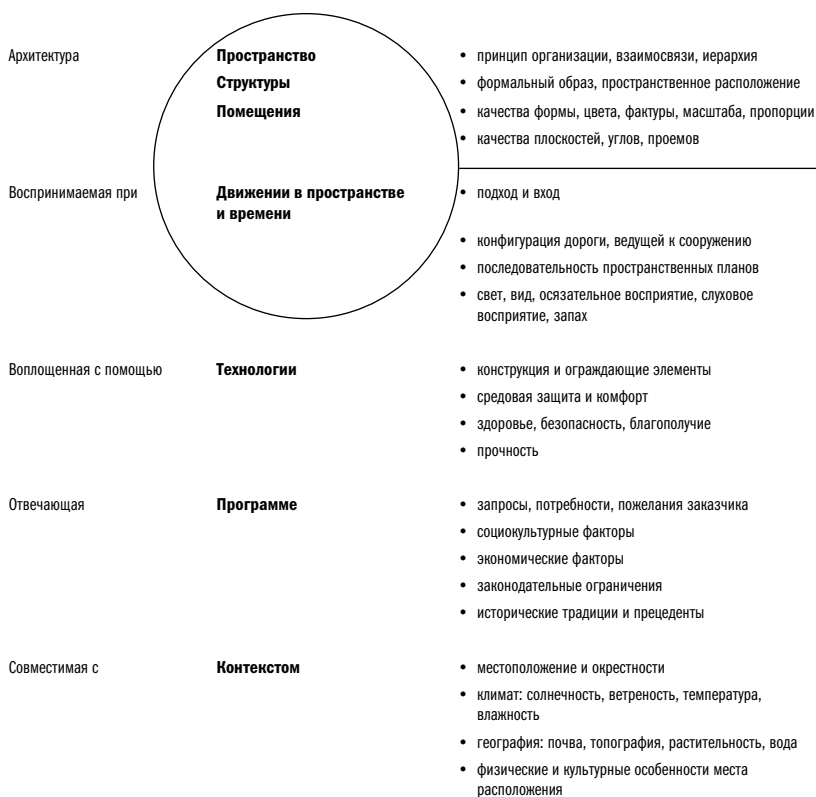 Архитектура Пространство • принцип организации, взаимосвязи, иерархия
Структуры • формальный образ, пространственное расположение
Помещения • качества формы, цвета, фактуры, масштаба, пропорции
• качества плоскостей, углов, проемов
Воспринимаемая при Движении в пространстве • подход и вход
и времени
• конфигурация дороги, ведущей к сооружению
• последовательность пространственных планов
• свет, вид, осязательное восприятие, слуховое
восприятие, запах
Воплощенная с помощью Технологии • конструкция и ограждающие элементы
• средовая защита и комфорт
• здоровье, безопасность, благополучие
• прочность
Отвечающая Программе • запросы, потребности, пожелания заказчика
• социокультурные факторы
• экономические факторы
• законодательные ограничения
• исторические традиции и прецеденты
Совместимая с Контекстом • местоположение и окрестности
• климат: солнечность, ветреность, температура,
влажность
• география: почва, топография, растительность, вода
• физические и культурные особенности места
расположения